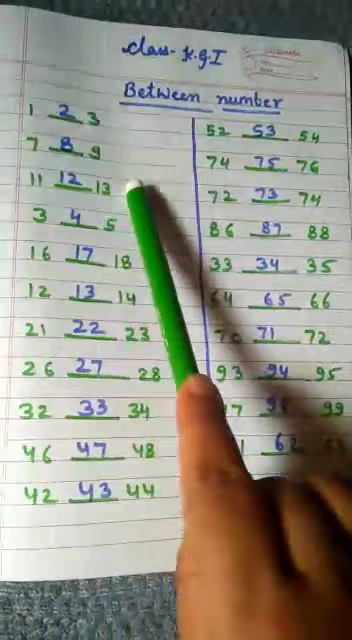 Class- K.G.I
Between number
1 2 3
7 8 9
11 12 13
3 4 5
16 17 18
12 13 14
21 22 23
26 27 28
32 33 34
46 47 48
42 43 44
52 53 54
74 75 76
72 73 74
86 87 88
33 34 35
64 65 66
71 72
93 94 95
99
62